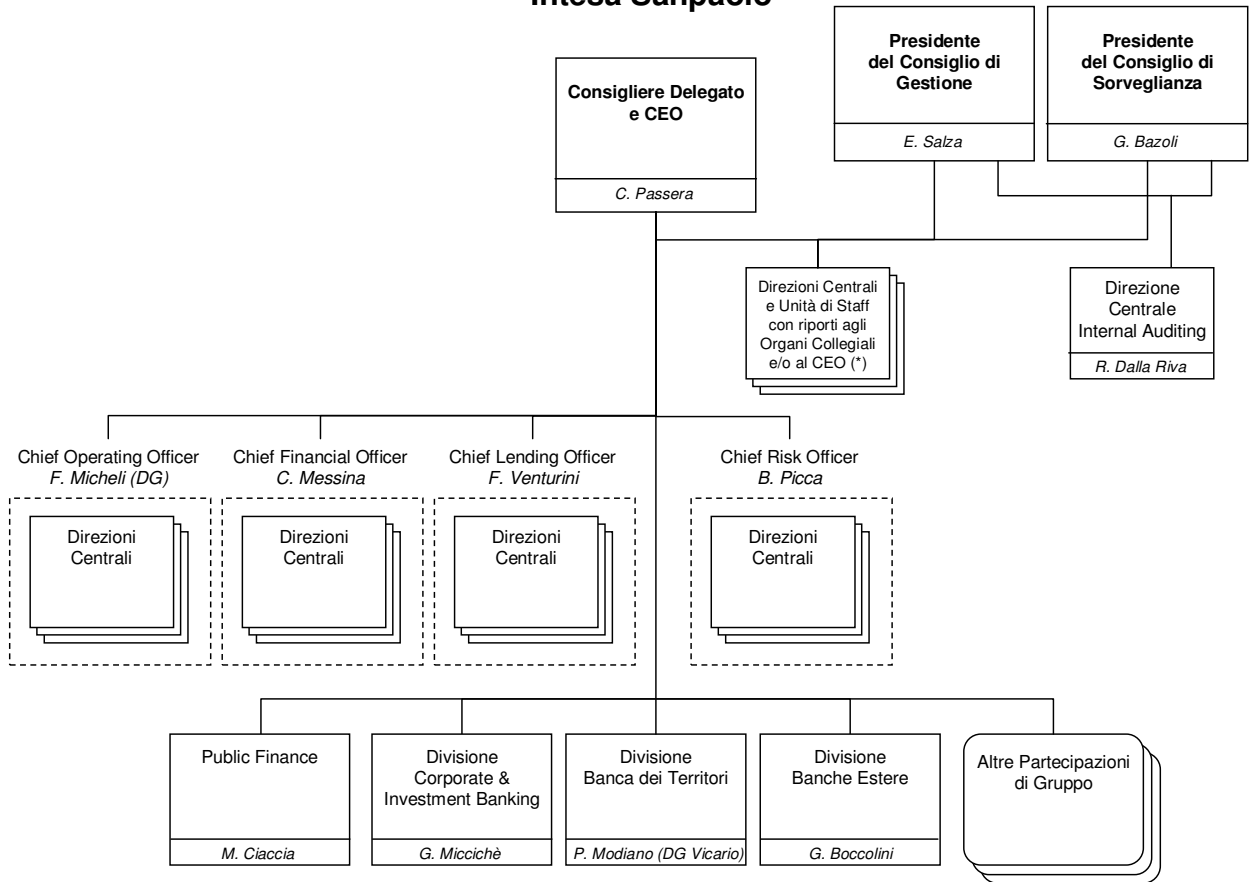 Intesa Sanpaolo
Presidente
del Consiglio di
Gestione
E. Salza
Presidente
del Consiglio di
Sorveglianza
G. Bazoli
Consigliere Delegato
e CEO
C. Passera
Direzioni Centrali
e Unità di Staff
con riporti agli
Organi Collegiali
e/o al CEO (*)
Direzione
Centrale
Internal Auditing
R. Dalla Riva
Chief Operating Officer
F. Micheli (DG)
Direzioni
Centrali
Chief Financial Officer
C. Messina
Direzioni
Centrali
Chief Lending Officer
F. Venturini
Direzioni
Centrali
Chief Risk Officer
B. Picca
Direzioni
Centrali
Public Finance
M. Ciaccia
Divisione
Corporate &
Investment Banking
G. Miccichè
Divisione
Banca dei Territori
P. Modiano (DG Vicario)
Divisione
Banche Estere
G. Boccolini
Altre Partecipazioni
di Gruppo